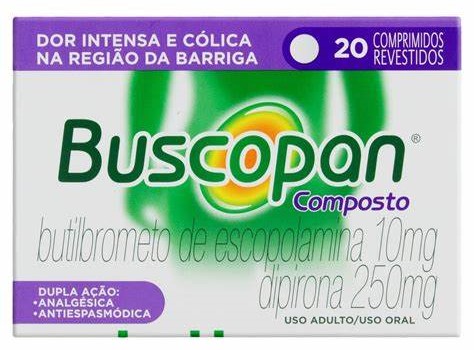 DOR INTENSA E CÓLICA
NA REGIÃO DA BARRIGA
20 COMPRIMIDOS
REVESTIDOS
Buscopan®
Composto
butilbrometo de escopolamina 10mg
dipirona 250mg
DUPLA AÇÃO:
•ANALGÉSICA
•ANTIESPASMÓDICA
USO ADULTO/USO ORAL